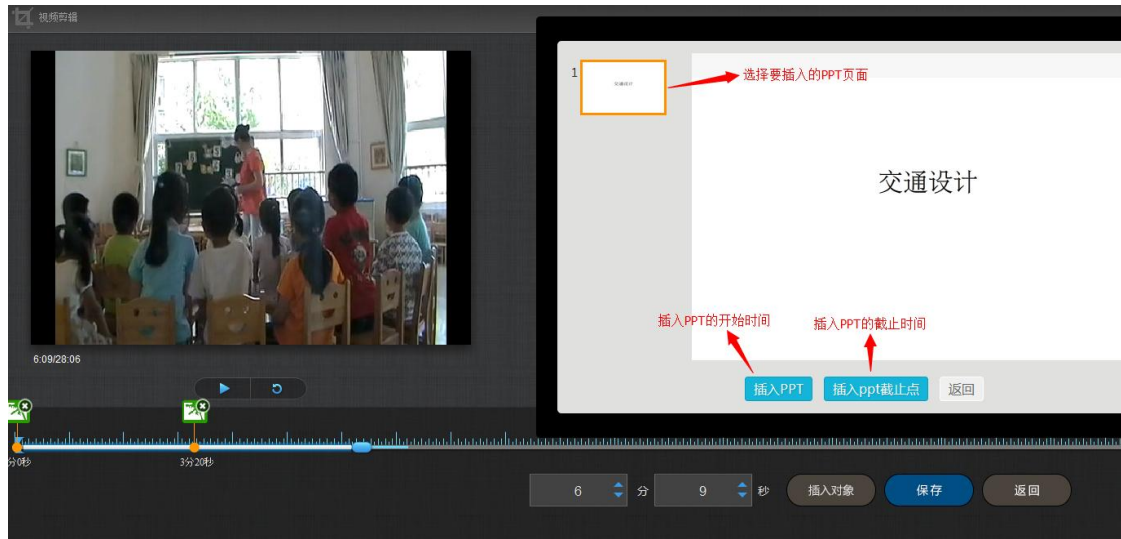 视频剪辑
1
选择要插入的PPT页面
交通设计
交通设计
插入PPT的开始时间
插入PPT的截止时间
6:09/28:06
插入PPT
插入ppt截止点
返回
分0秒
3分20秒
6
分
9
秒
插入对象
保存
返回